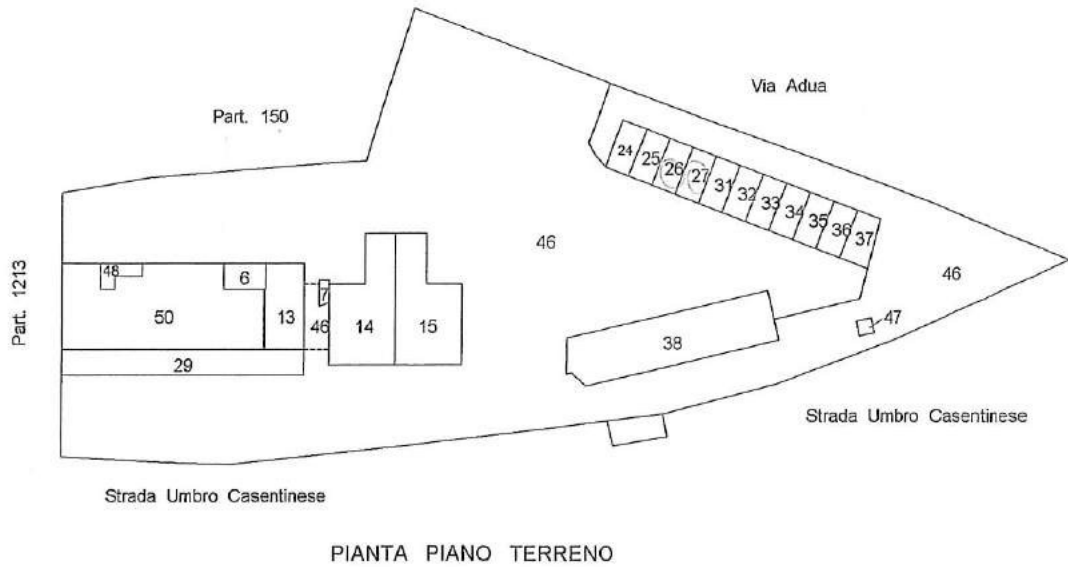 Via Adua
Part. 150
24 25 26 27 31 32 33 34 35 36 37
46
46
Part. 1213
48
6
7
50
13
46
14
15
29
38
47
Strada Umbro Casentinese
Strada Umbro Casentinese
PIANTA PIANO TERRENO